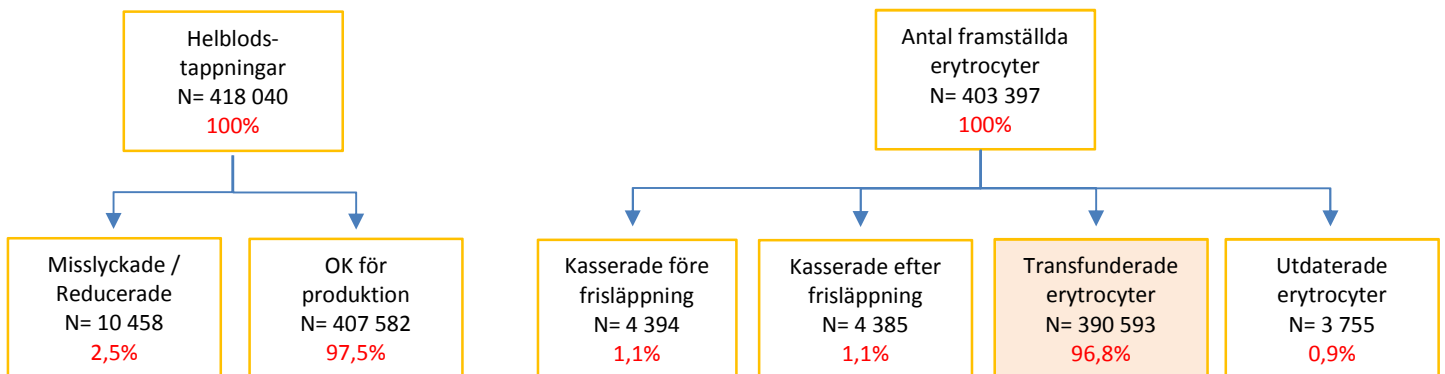 Helblods-
tappningar
N= 418 040
100%
Antal framställda
erytrocyter
N= 403 397
100%
Misslyckade /
Reducerade
N= 10 458
2,5%
OK för
produktion
N= 407 582
97,5%
Kasserade före
frisläppning
N= 4 394
1,1%
Kasserade efter
frisläppning
N= 4 385
1,1%
Transfunderade
erytrocyter
N= 390 593
96,8%
Utdaterade
erytrocyter
N= 3 755
0,9%